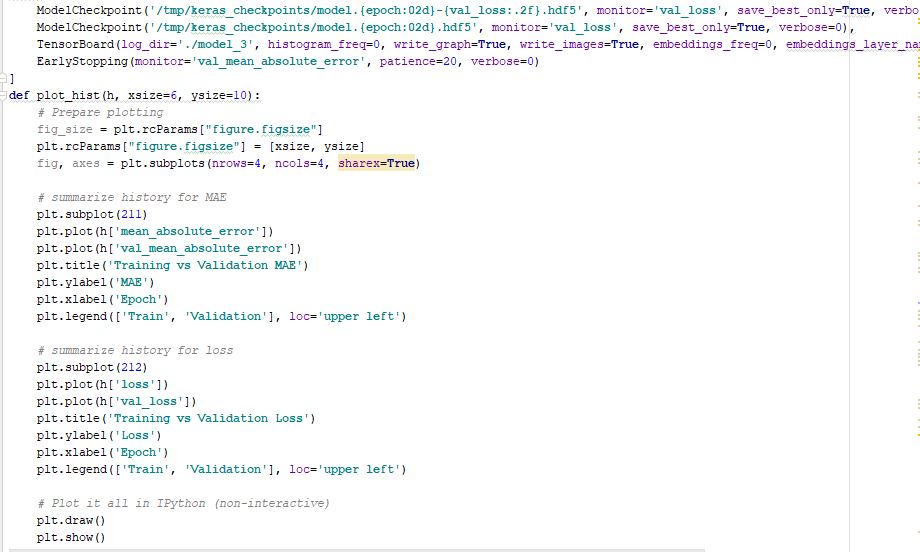 ModelCheckpoint('/tmp/keras_checkpoints/model.{epoch:02d}-{val_loss:.2f}.hdf5', monitor='val_loss', save_best_only=True, verbo
ModelCheckpoint('/tmp/keras_checkpoints/model.{epoch:02d}.hdf5', monitor='val_loss', save_best_only=True, verbose=0),
TensorBoard(log_dir='./model_3', histogram_freq=0, write_graph=True, write_images=True, embeddings_freq=0, embeddings_layer_na
EarlyStopping(monitor='val_mean_absolute_error', patience=20, verbose=0)
]
def plot_hist(h, xsize=6, ysize=10):
# Prepare plotting
fig_size = plt.rcParams["figure.figsize"]
plt.rcParams["figure.figsize"] = [xsize, ysize]
fig, axes = plt.subplots(nrows=4, ncols=4, sharex=True)
# summarize history for MAE
plt.subplot(211)
plt.plot(h['mean_absolute_error'])
plt.plot(h['val_mean_absolute_error'])
plt.title('Training vs Validation MAE')
plt.ylabel('MAE')
plt.xlabel('Epoch')
plt.legend(['Train', 'Validation'], loc='upper left')
# summarize history for loss
plt.subplot(212)
plt.plot(h['loss'])
plt.plot(h['val_loss'])
plt.title('Training vs Validation Loss')
plt.ylabel('Loss')
plt.xlabel('Epoch')
plt.legend(['Train', 'Validation'], loc='upper left')
# Plot it all in IPython (non-interactive)
plt.draw()
plt.show()